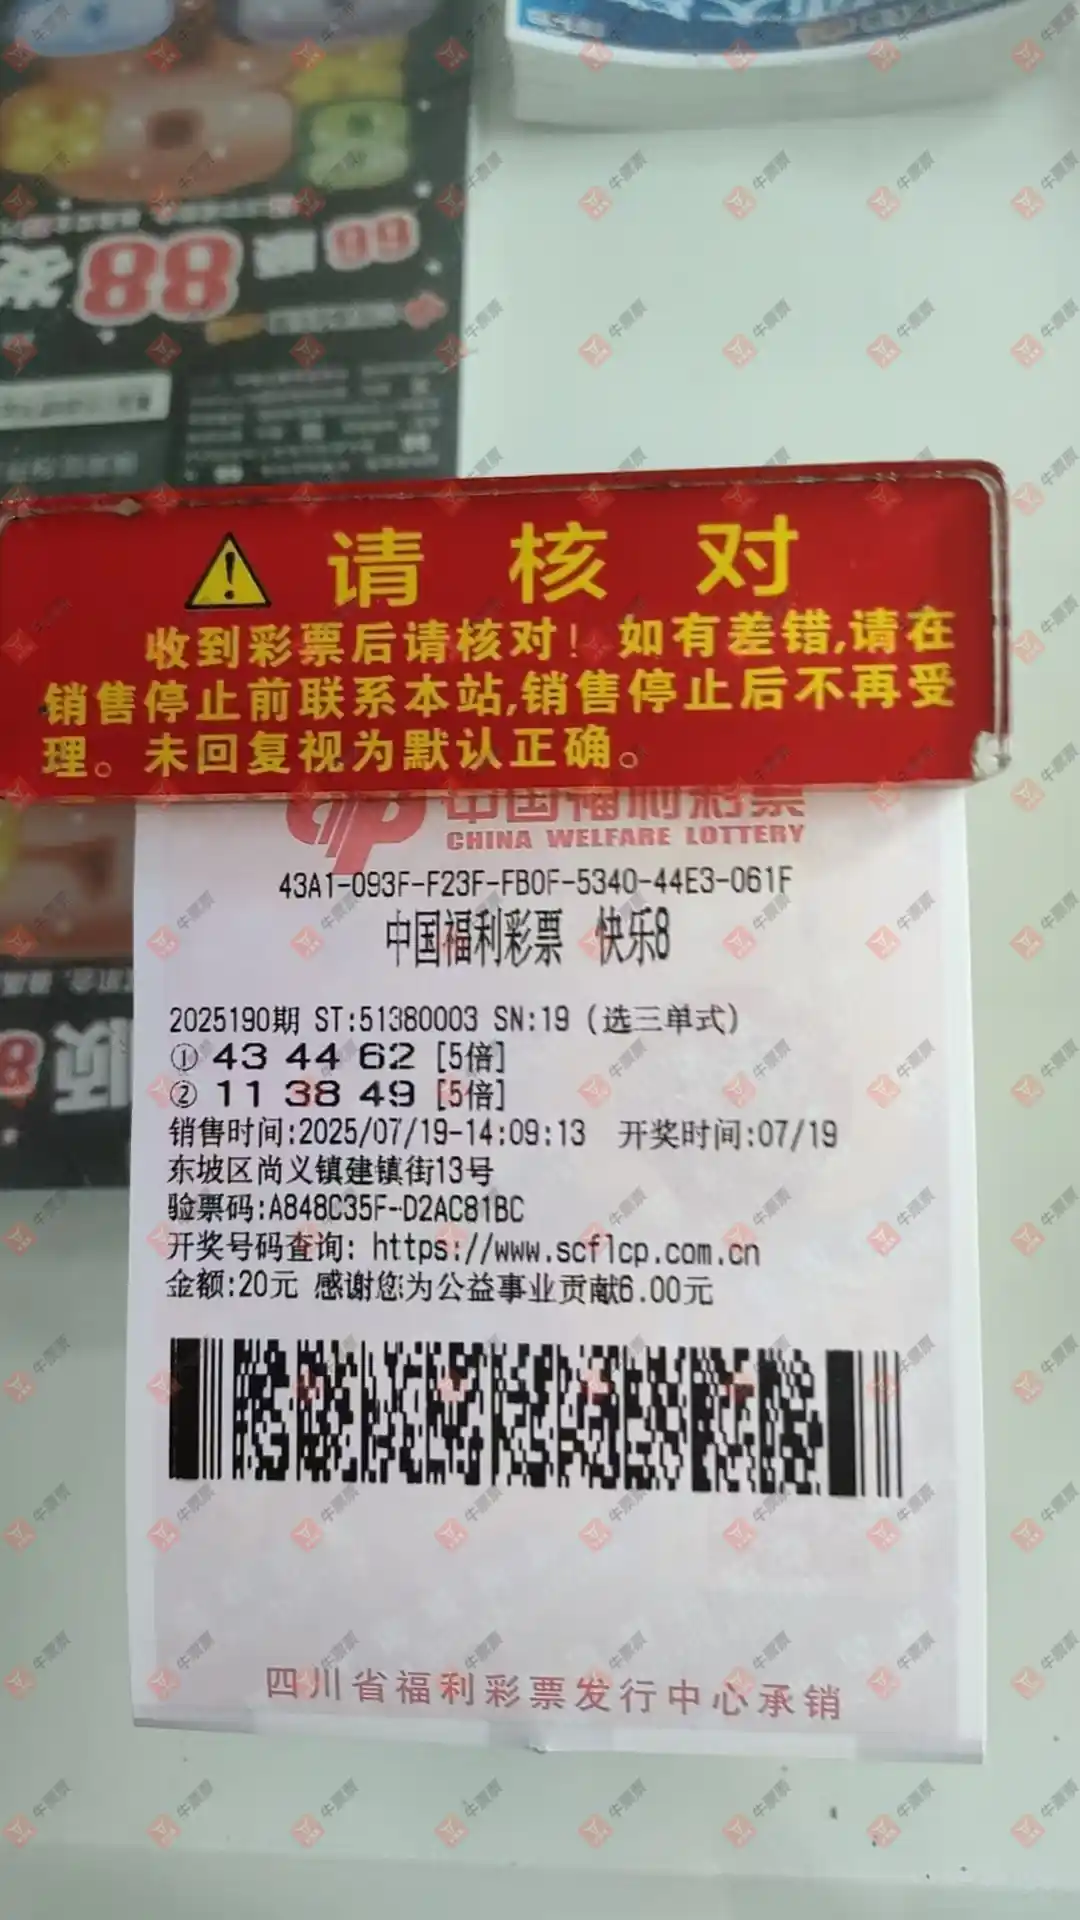 88
66
请核对
收到彩票后请核对！如有差错,请在
销售停止前联系本站,销售停止后不再受
理。未回复视为默认正确。
中国福利彩票
CHINA WELFARE LOTTERY
43A1-093F-F23F-FB0F-5340-44E3-061F
中国福利彩票 快乐8
2025190期 ST:51380003 SN:19 (选三单式)
① 43 44 62 [5倍]
② 11 38 49 [5倍]
销售时间:2025/07/19-14:09:13 开奖时间:07/19
东坡区尚义镇建镇街13号
验票码:A848C35F-D2AC81BC
开奖号码查询: https://www.scflcp.com.cn
金额:20元 感谢您为公益事业贡献6.00元
四川省福利彩票发行中心承销
牛票票